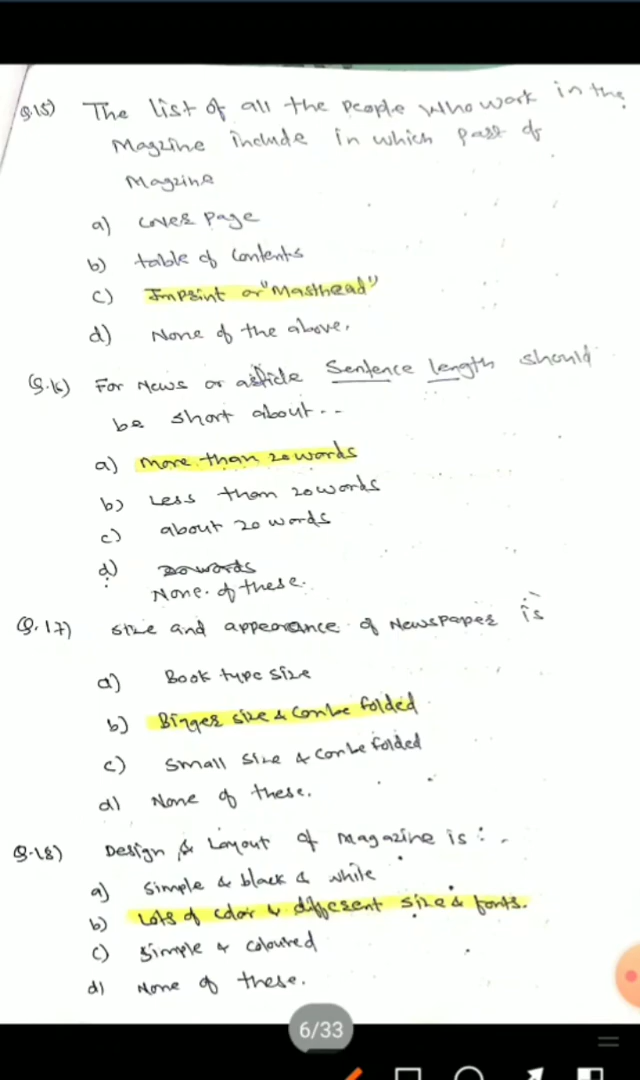 Q.15) The list of all the people who work in the
Magzine include in which part of
Magzine
a) cover page
b) table of contents
c) Imprint or "Masthead"
d) None of the above.
Q.16) For News or article Sentence length should
be short about..
a) more than 20 words
b) Less than 20 words
c) about 20 words
d) 20 words
None of these.
Q.17) Size and appearance of Newspaper is
a) Book type size
b) Bigger size & can be folded
c) Small size & can be folded
d) None of these.
Q.18) Design & Layout of magazine is :-
a) Simple & black & while
b) Lots of color & different size & fonts.
c) Simple & coloured
d) None of these.
6/33